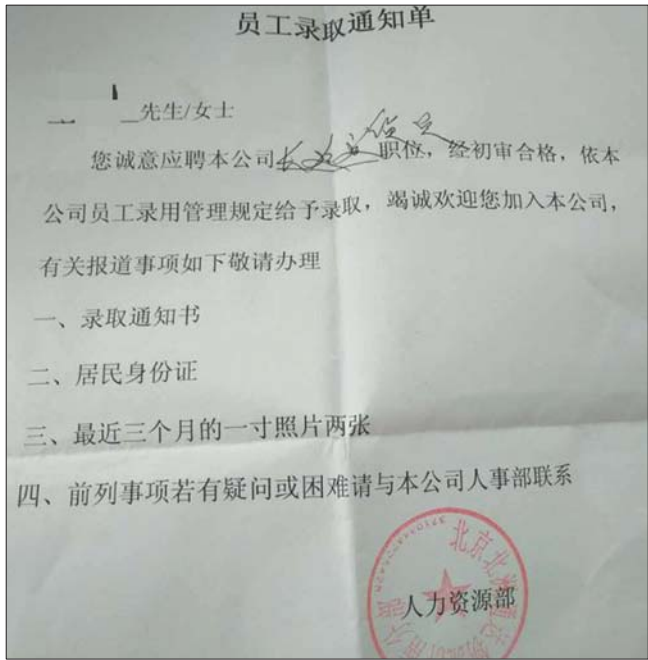 员工录取通知单
先生/女士
您诚意应聘本公司 职位，经初审合格，依本
公司员工录用管理规定给予录取，竭诚欢迎您加入本公司，
有关报道事项如下敬请办理
一、录取通知书
二、居民身份证
三、最近三个月的一寸照片两张
四、前列事项若有疑问或困难请与本公司人事部联系
北京北
人力资源部